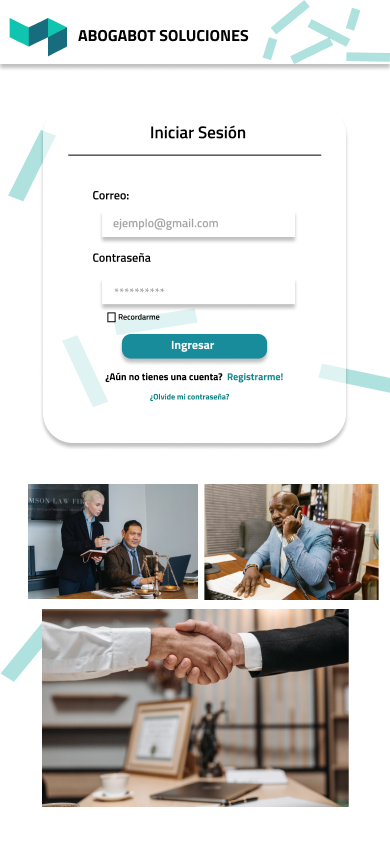 ABOGABOT SOLUCIONES
Iniciar Sesión
Correo:
ejemplo@gmail.com
Contraseña
**********
Recordarme
Ingresar
¿Aún no tienes una cuenta? Registrarme!
¿Olvide mi contraseña?
MSON LAW FI